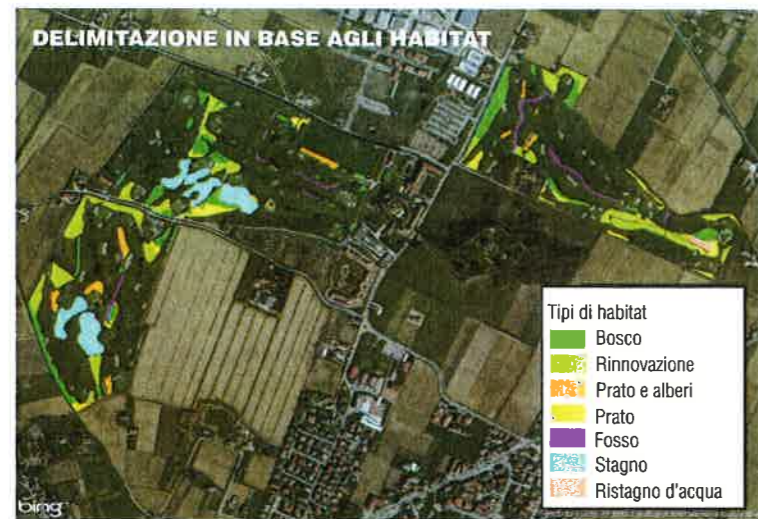 DELIMITAZIONE IN BASE AGLI HABITAT
Tipi di habitat
Bosco
Rinnovazione
Prato e alberi
Prato
Fosso
Stagno
Ristagno d'acqua
bing